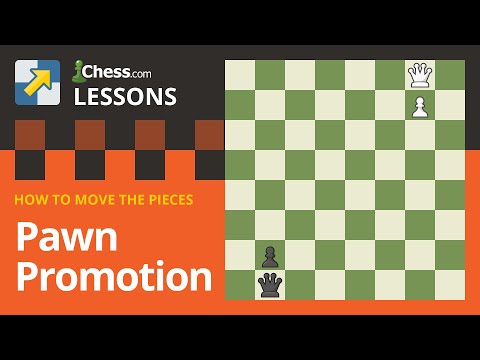 Chess.com
LESSONS
HOW TO MOVE THE PIECES
Pawn
Promotion